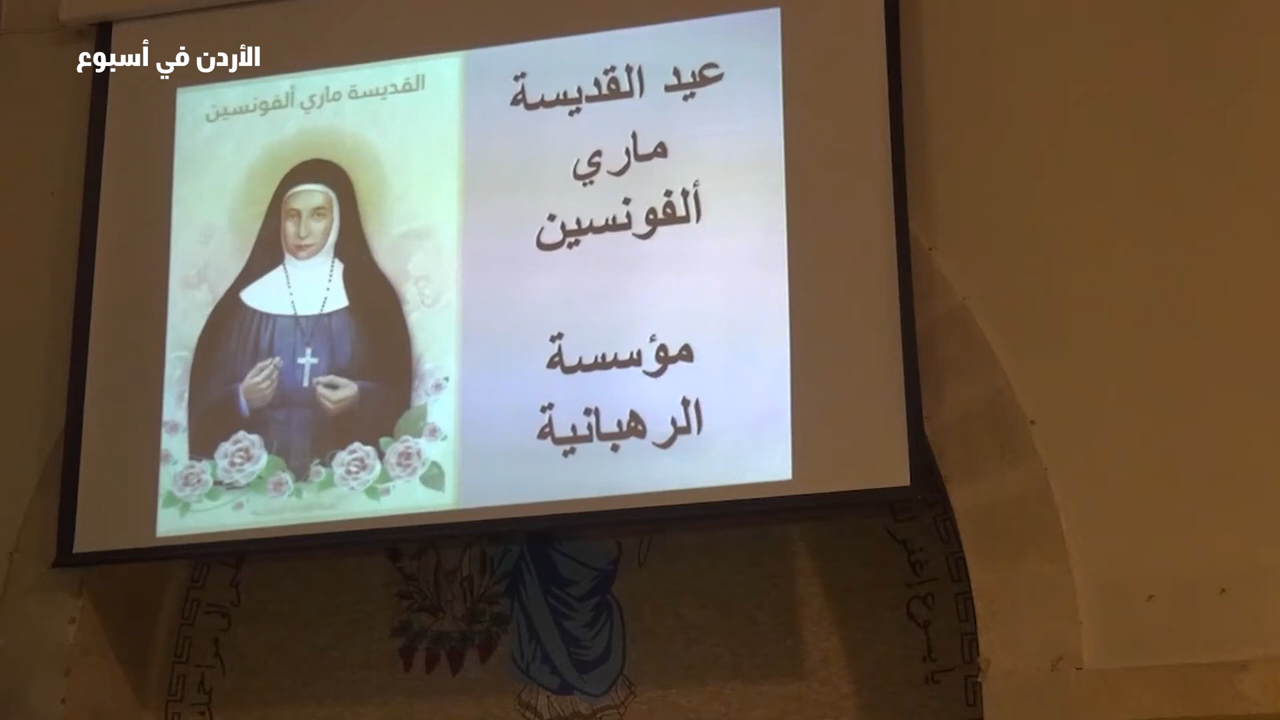 الأردن في أسبوع
القديسة ماري ألفونسين
عيد القديسة
ماري
ألفونسين
مؤسسة
الرهبانية